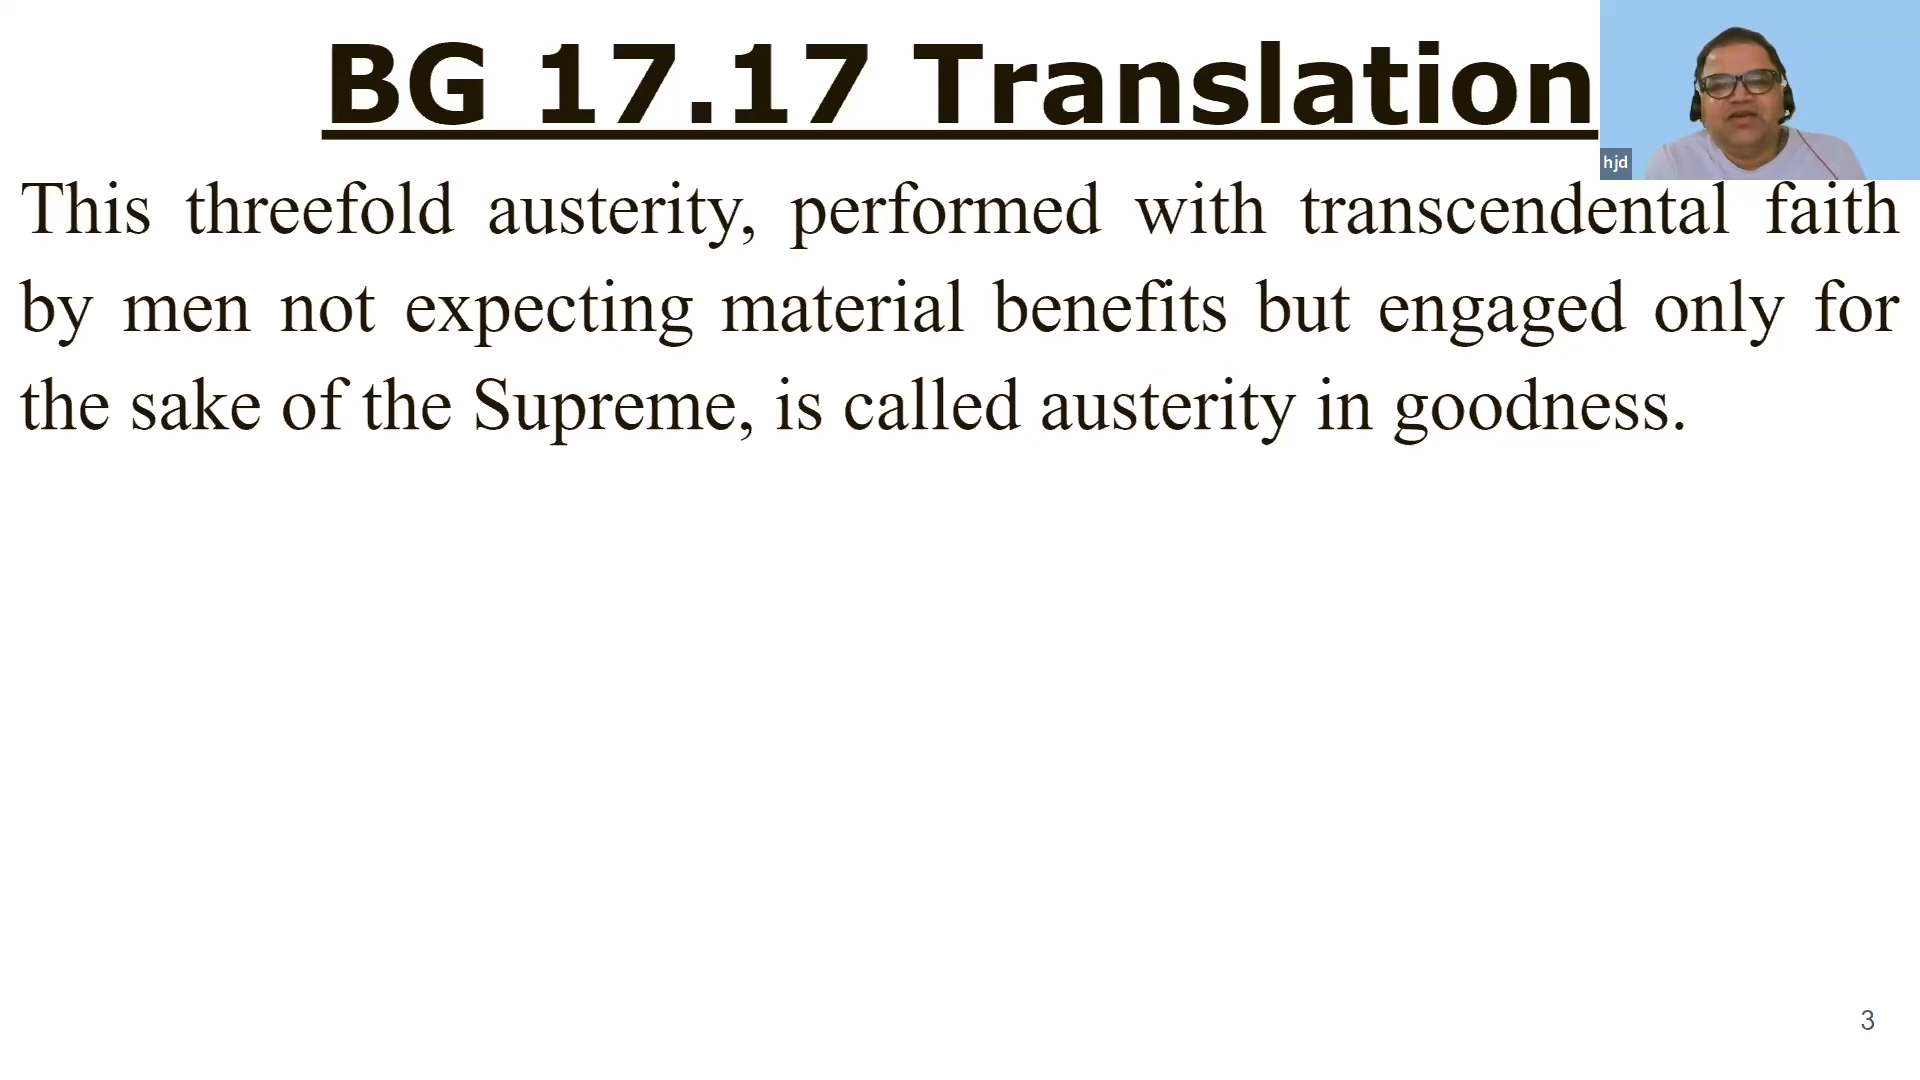 BG 17.17 Translation
hjd
This threefold austerity, performed with transcendental faith
by men not expecting material benefits but engaged only for
the sake of the Supreme, is called austerity in goodness.
3